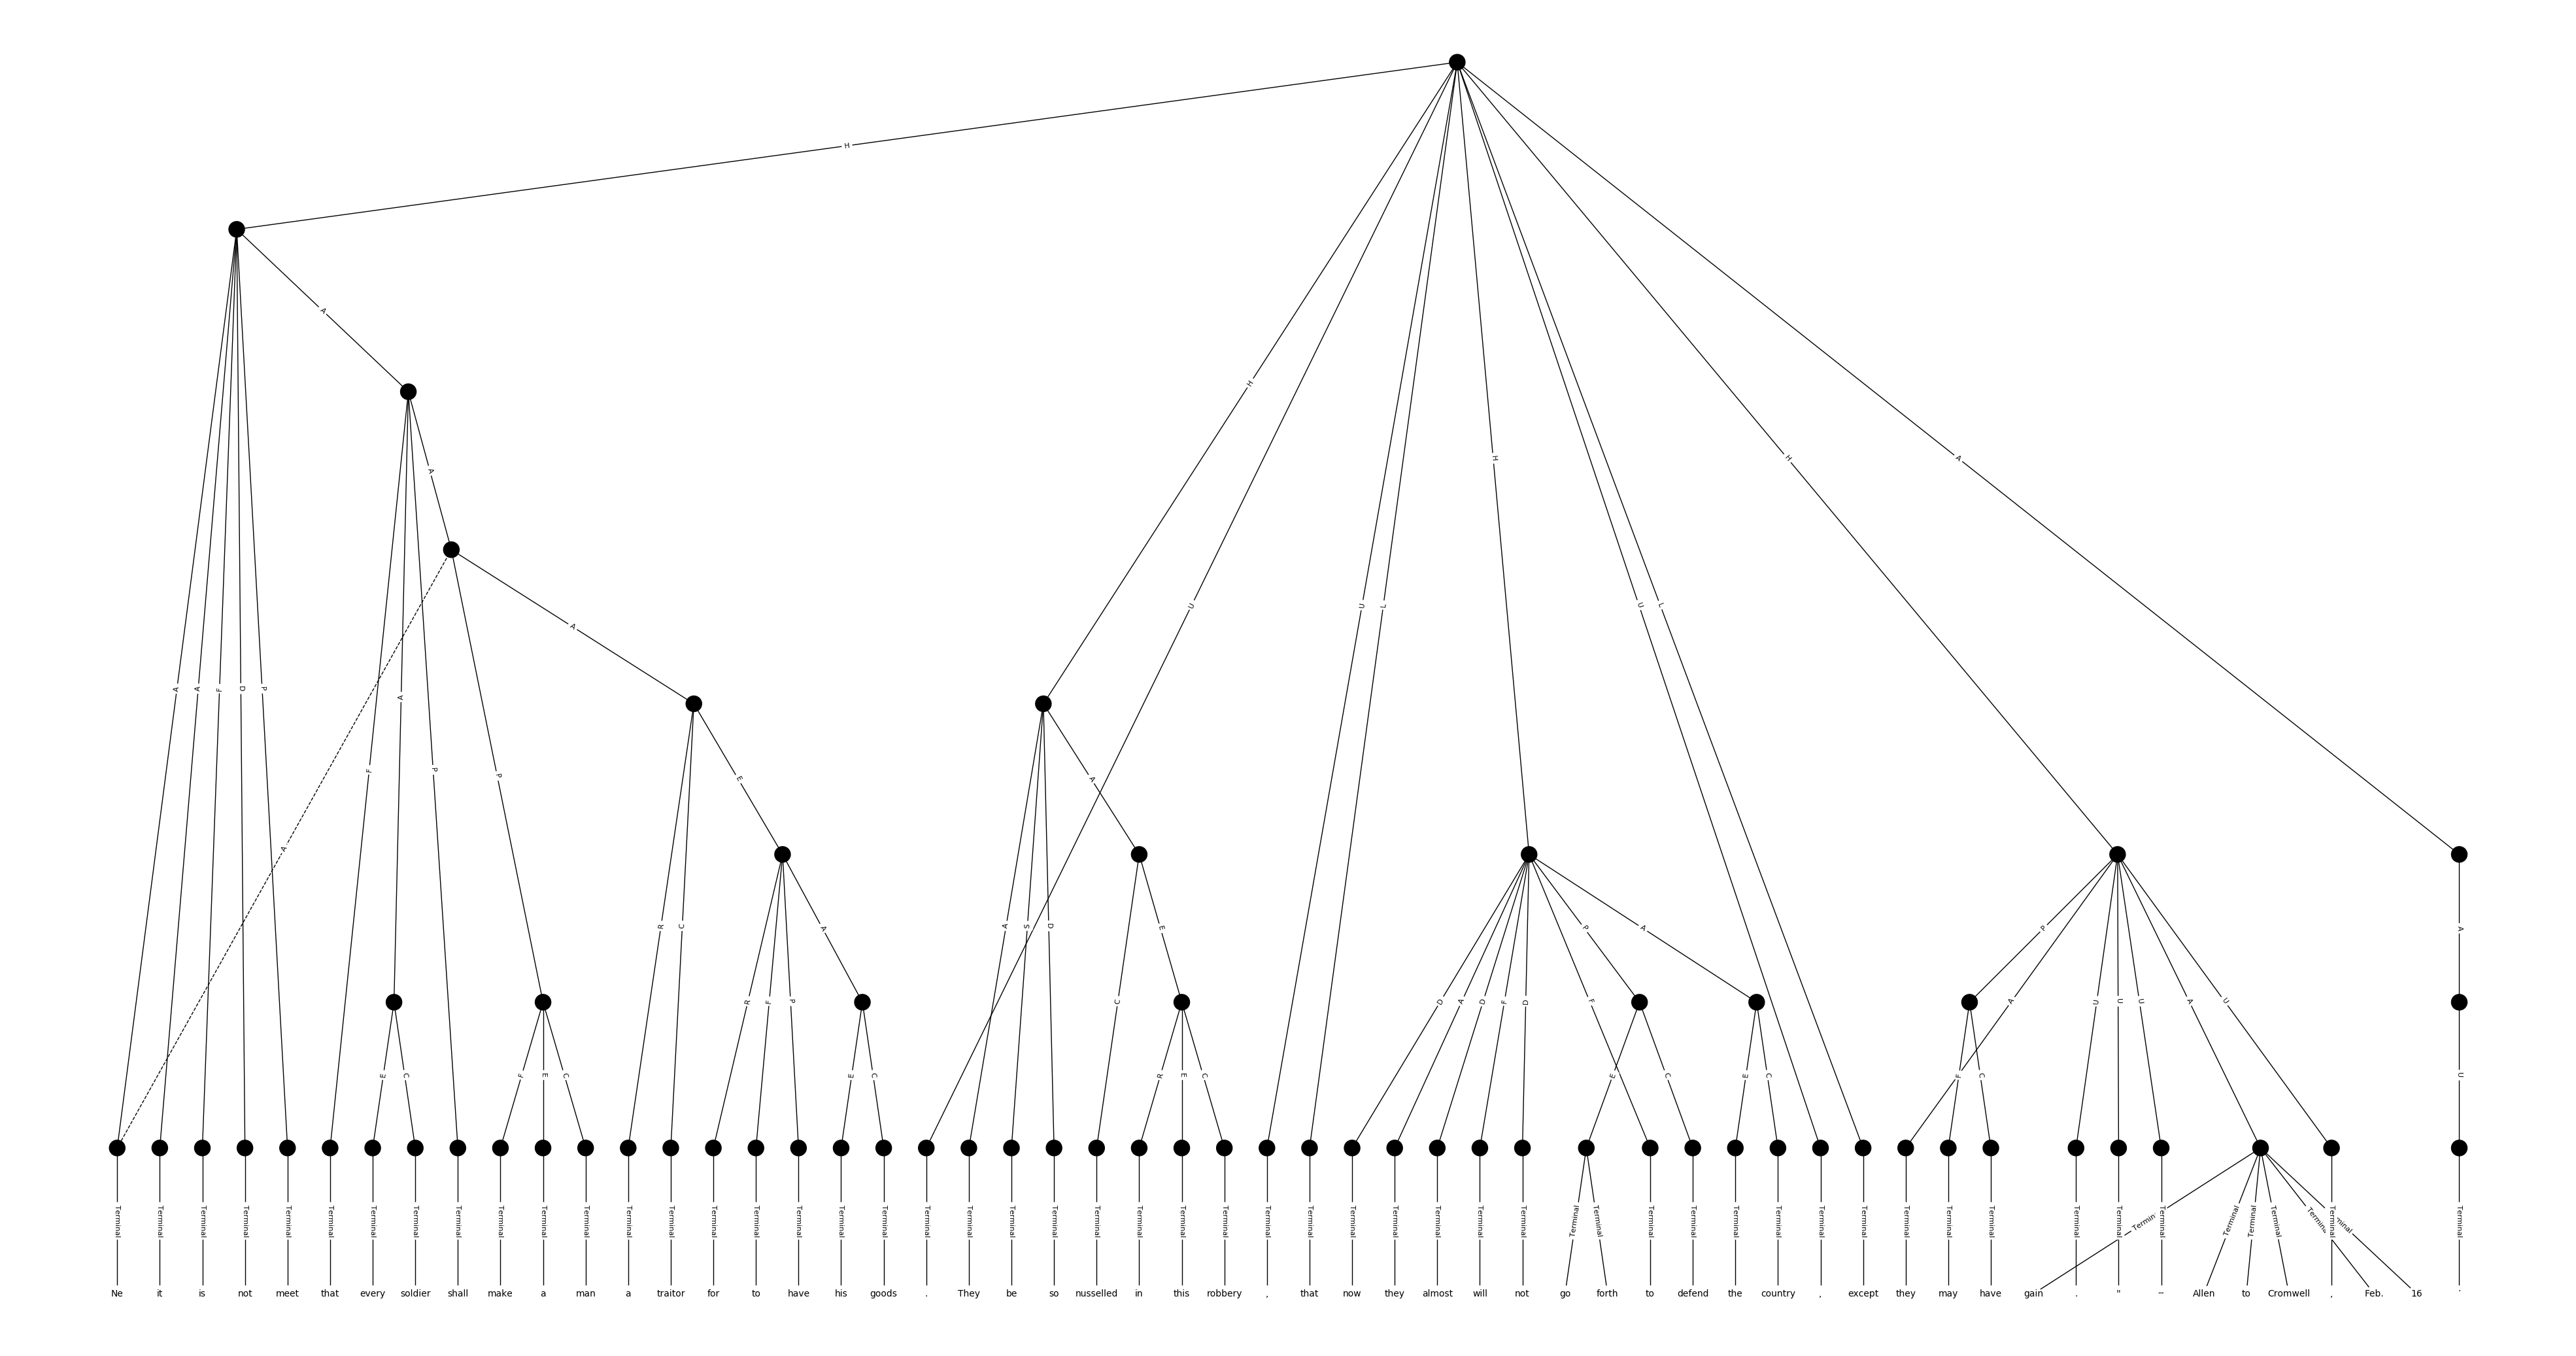 H
A
A
H
U
U
L
H
U
L
H
A
A A F D P
F A P
P
A
A
R C
E
R F P
A
E C
F E C
E C
A S D
A
C
E
R E C
D A D F D F P A
E C
E C
P A U U U A U
F C
A
U
Terminal Terminal Terminal Terminal Terminal Terminal Terminal Terminal Terminal Terminal Terminal Terminal Terminal Terminal Terminal Terminal Terminal Terminal Terminal Terminal Terminal Terminal Terminal Terminal Terminal Terminal Terminal Terminal Terminal Terminal Terminal Terminal Terminal Terminal Terminal Terminal Terminal Terminal Terminal Terminal Terminal Terminal Terminal Terminal Terminal Terminal Terminal Terminal Terminal Terminal Terminal Terminal Terminal
Ne it is not meet that every soldier shall make a man a traitor for to have his goods . They be so nusselled in this robbery , that now they almost will not go forth to defend the country , except they may have gain . " -- Allen to Cromwell , Feb. 16 .